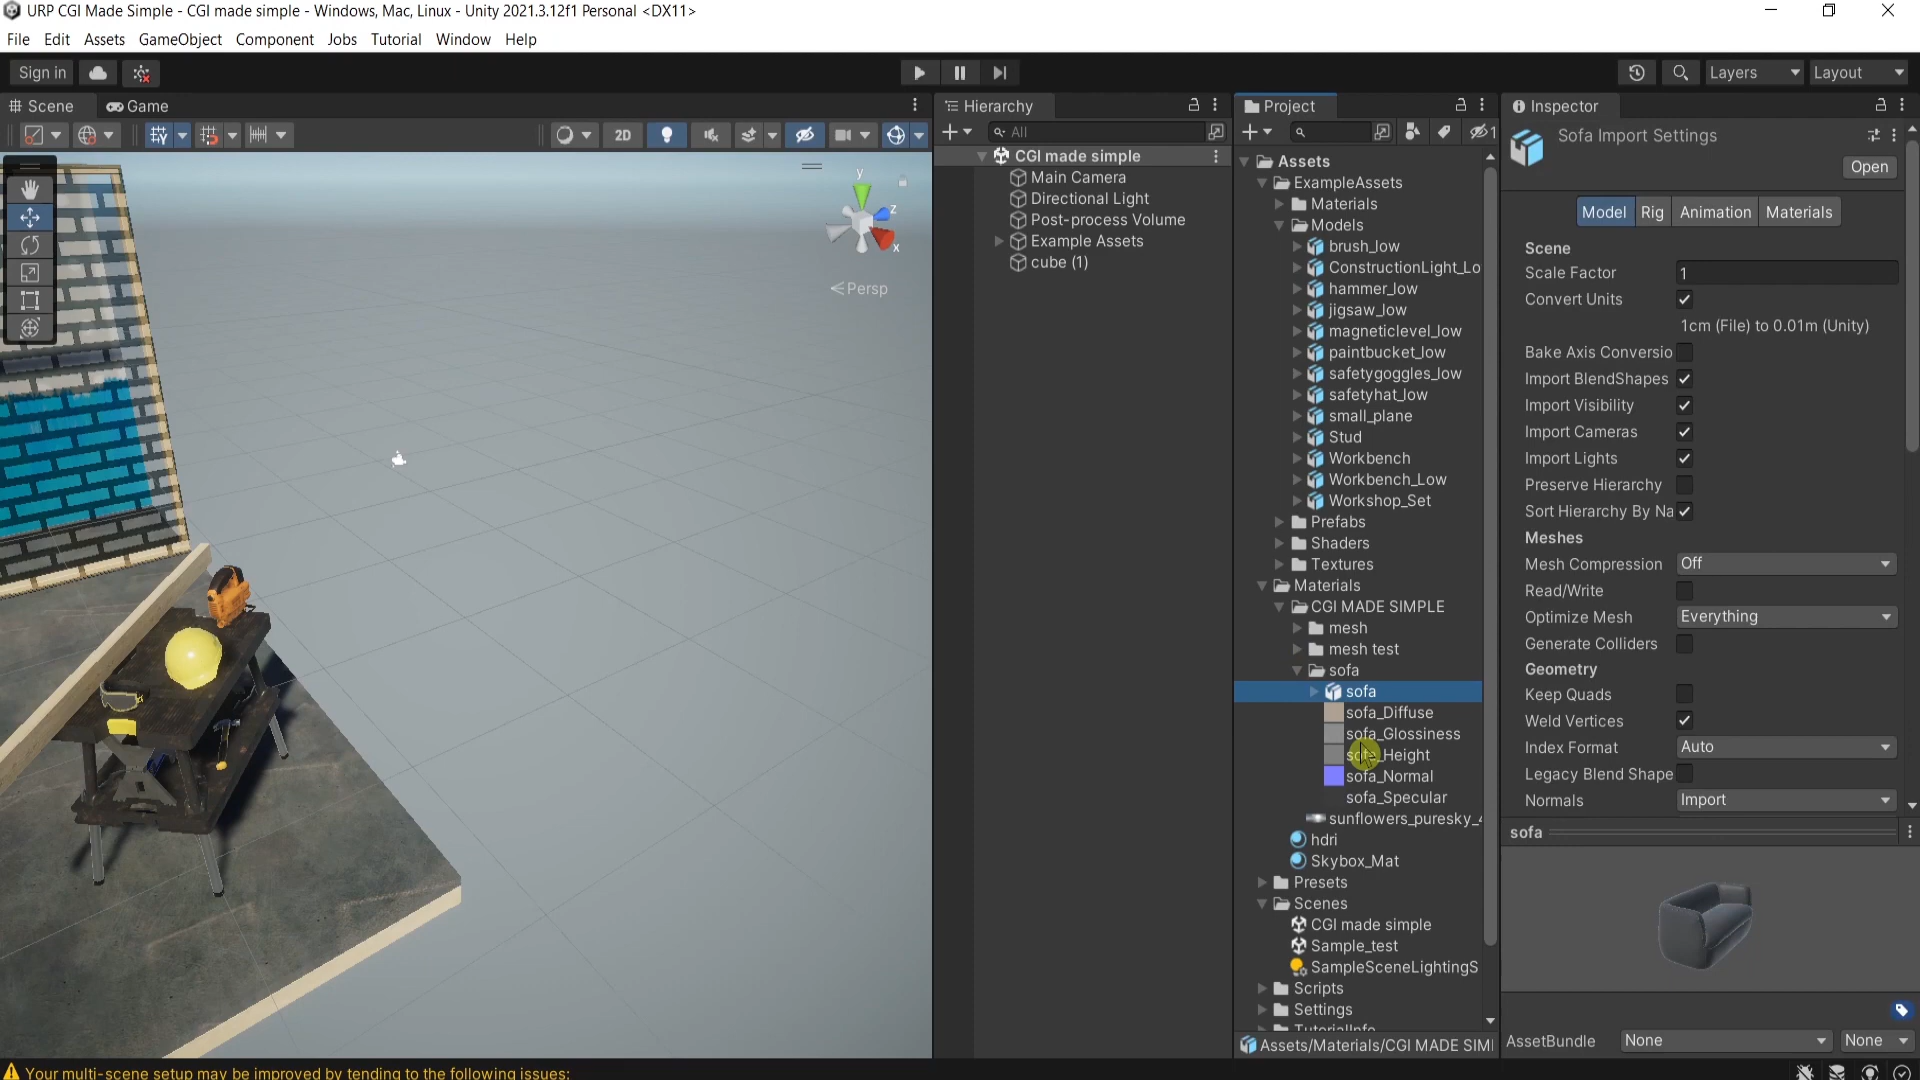 URP CGI Made Simple - CGI made simple - Windows, Mac, Linux - Unity 2021.3.12f1 Personal <DX11>
File Edit Assets GameObject Component Jobs Tutorial Window Help
Sign in
Layers
Layout
Scene
Game
2D
y
z
x
Persp
Hierarchy
All
CGI made simple
Main Camera
Directional Light
Post-process Volume
Example Assets
cube (1)
Project
1
Assets
ExampleAssets
Materials
Models
brush_low
ConstructionLight_Lo
hammer_low
jigsaw_low
magneticlevel_low
paintbucket_low
safetygoggles_low
safetyhat_low
small_plane
Stud
Workbench
Workbench_Low
Workshop_Set
Prefabs
Shaders
Textures
Materials
CGI MADE SIMPLE
mesh
mesh test
sofa
sofa
sofa_Diffuse
sofa_Glossiness
sofa_Height
sofa_Normal
sofa_Specular
sunflowers_puresky_4
hdri
Skybox_Mat
Presets
Scenes
CGI made simple
Sample_test
SampleSceneLightingS
Scripts
Settings
TutorialInfo
Assets/Materials/CGI MADE SIMI
Inspector
Sofa Import Settings
Open
Model Rig Animation Materials
Scene
Scale Factor 1
Convert Units
1cm (File) to 0.01m (Unity)
Bake Axis Conversio
Import BlendShapes
Import Visibility
Import Cameras
Import Lights
Preserve Hierarchy
Sort Hierarchy By Na
Meshes
Mesh Compression Off
Read/Write
Optimize Mesh Everything
Generate Colliders
Geometry
Keep Quads
Weld Vertices
Index Format Auto
Legacy Blend Shape
Normals Import
sofa
AssetBundle None None
Your multi-scene setup may be improved by tending to the following issues: